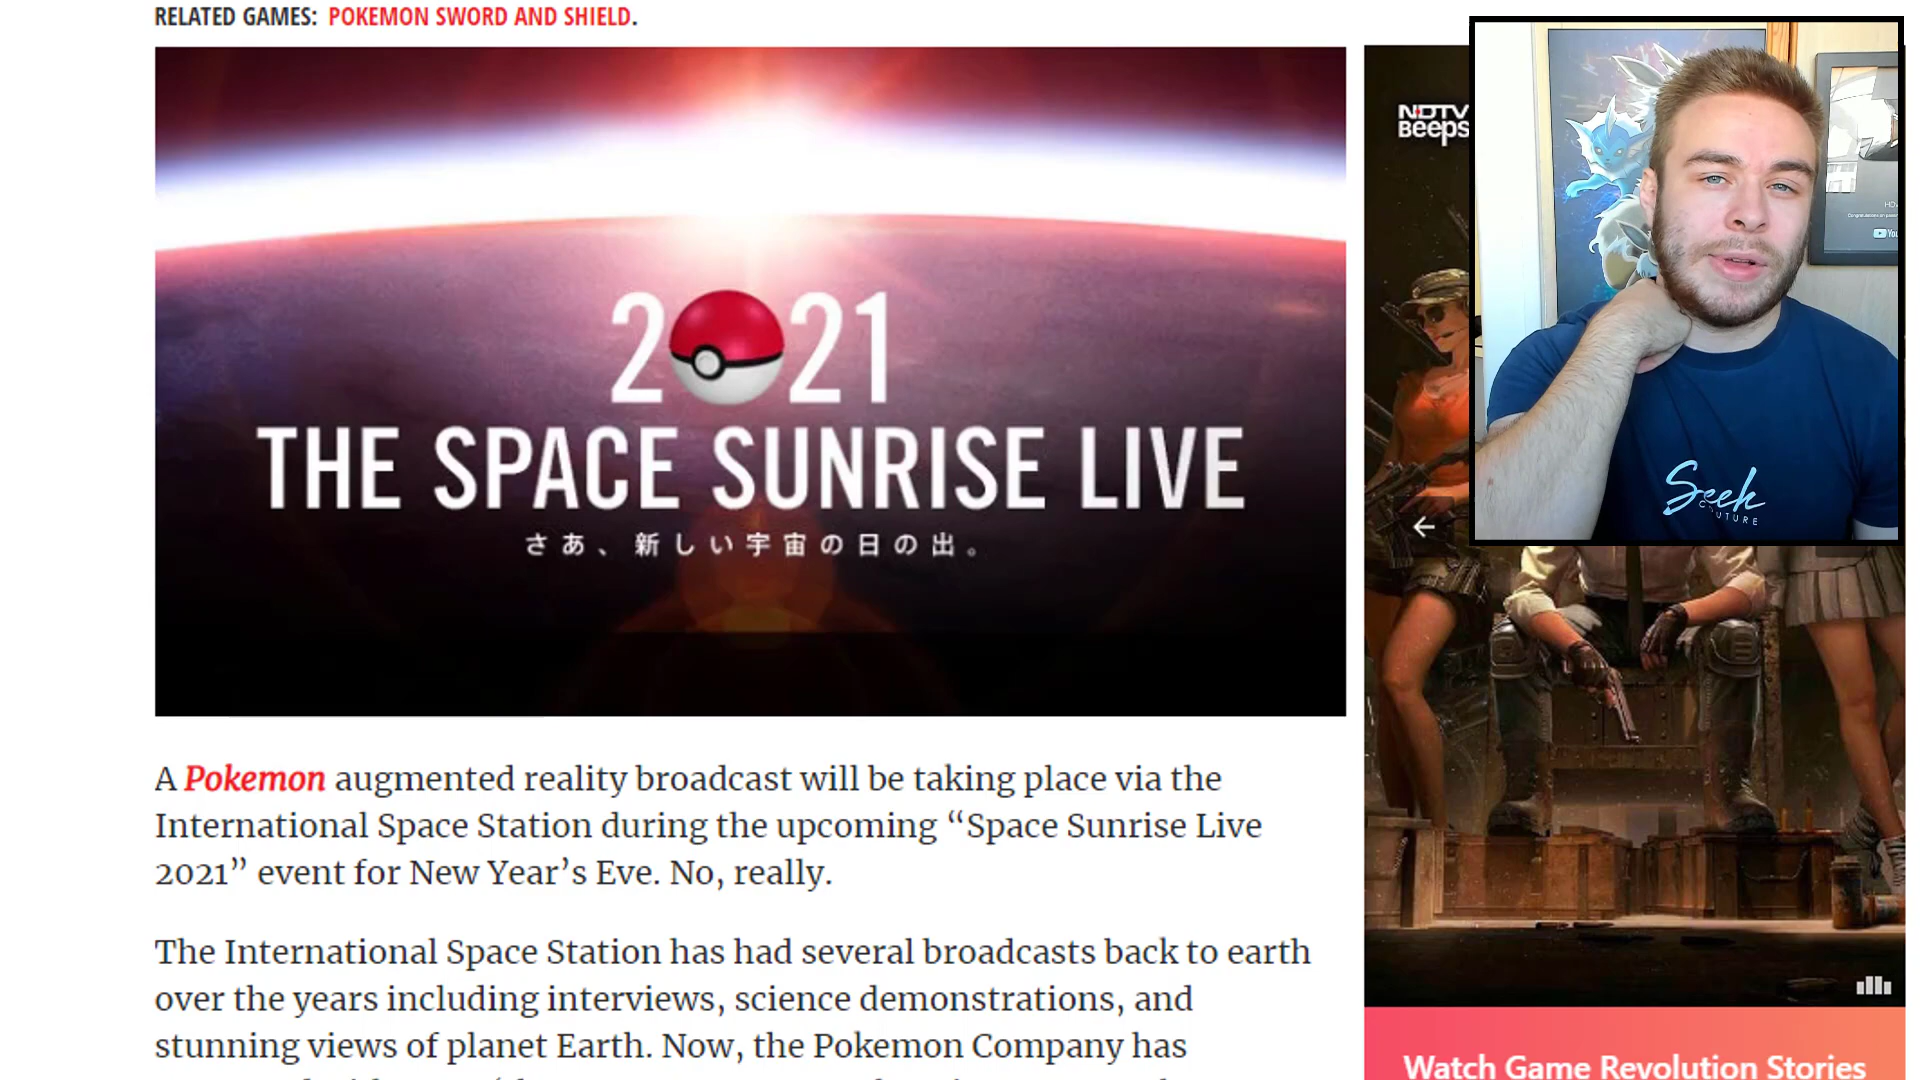 RELATED GAMES: POKEMON SWORD AND SHIELD.
2021
THE SPACE SUNRISE LIVE
さあ、新しい宇宙の日の出。
A Pokemon augmented reality broadcast will be taking place via the
International Space Station during the upcoming “Space Sunrise Live
2021” event for New Year’s Eve. No, really.
The International Space Station has had several broadcasts back to earth
over the years including interviews, science demonstrations, and
stunning views of planet Earth. Now, the Pokemon Company has
NDTV
Beeps
Seek
COUTURE
Watch Game Revolution Stories